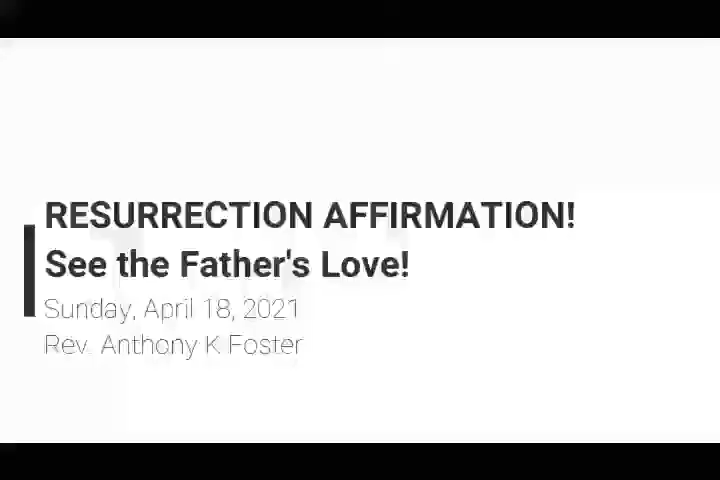 RESURRECTION AFFIRMATION!
See the Father's Love!
Sunday, April 18, 2021
Rev. Anthony K Foster